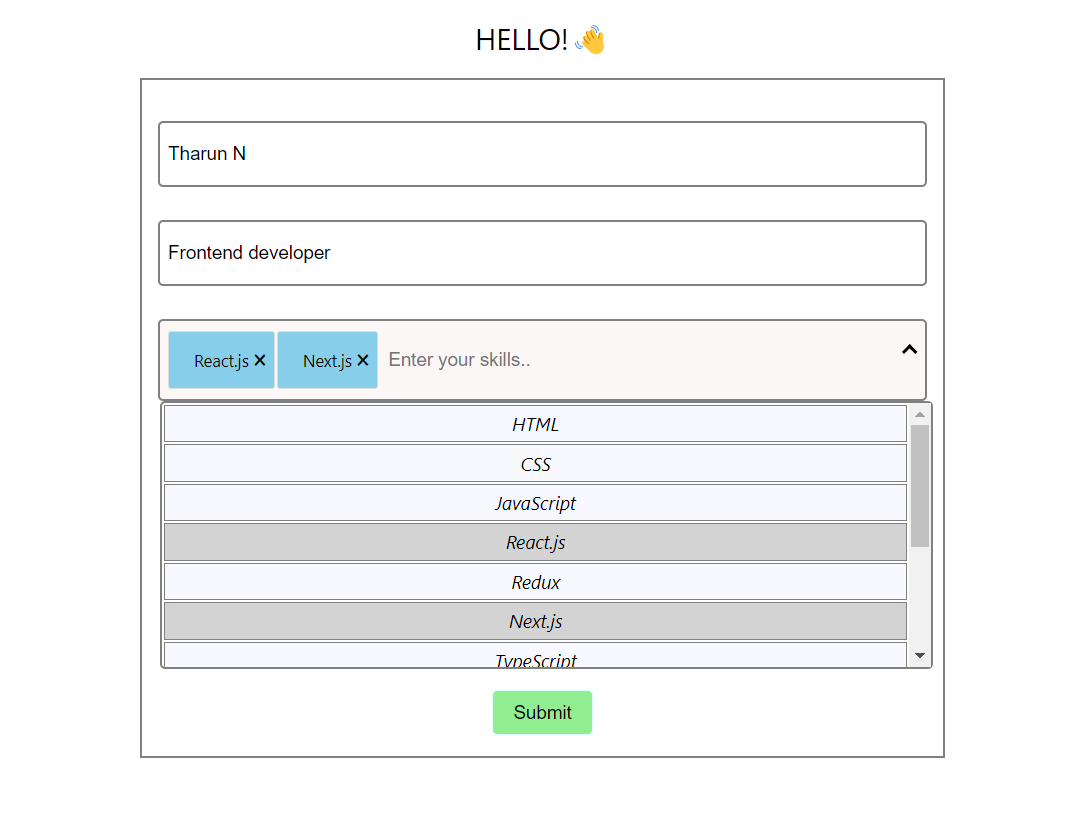 HELLO! 👋
Tharun N
Frontend developer
React.js × Next.js × Enter your skills..
HTML
CSS
JavaScript
React.js
Redux
Next.js
TypeScript
Submit